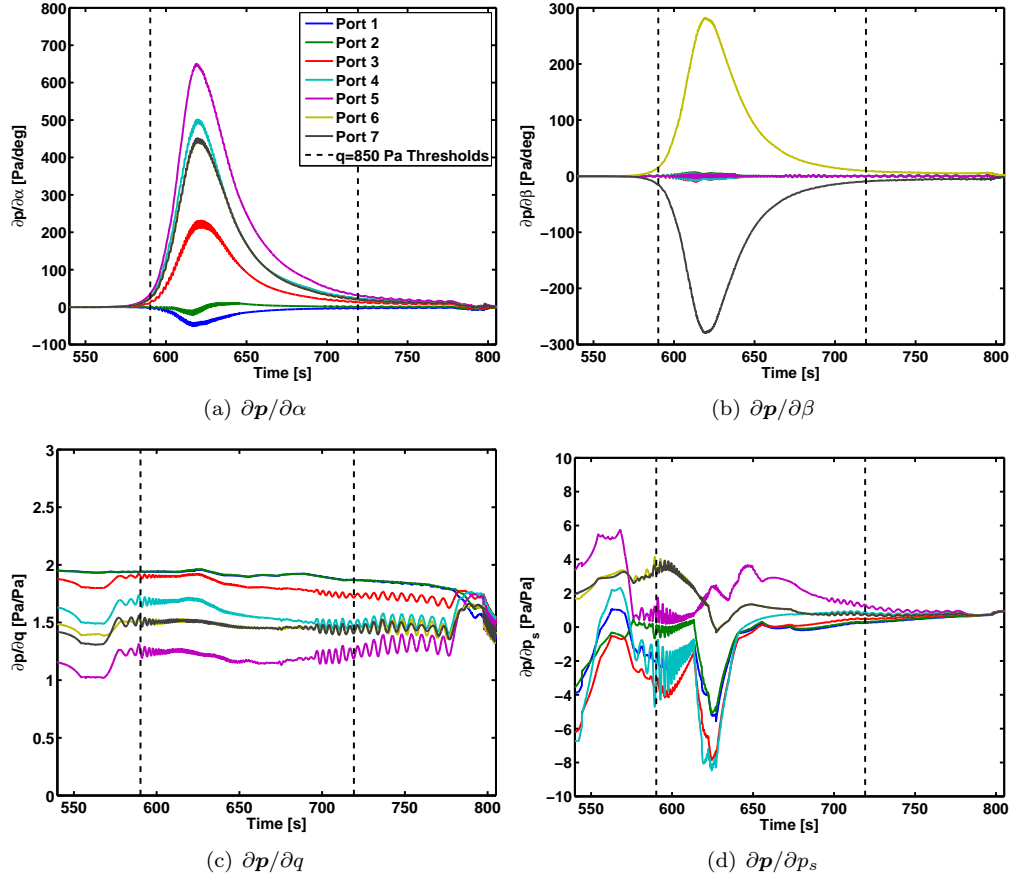 800
700
600
500
400
300
200
100
0
−100
∂p/∂α [Pa/deg]
550 600 650 700 750 800
Time [s]
Port 1
Port 2
Port 3
Port 4
Port 5
Port 6
Port 7
q=850 Pa Thresholds
(a) ∂p/∂α
300
200
100
0
−100
−200
−300
∂p/∂β [Pa/deg]
550 600 650 700 750 800
Time [s]
(b) ∂p/∂β
3
2.5
2
1.5
1
0.5
0
∂p/∂q [Pa/Pa]
550 600 650 700 750 800
Time [s]
(c) ∂p/∂q
10
8
6
4
2
0
−2
−4
−6
−8
−10
∂p/∂pₛ [Pa/Pa]
550 600 650 700 750 800
Time [s]
(d) ∂p/∂pₛ